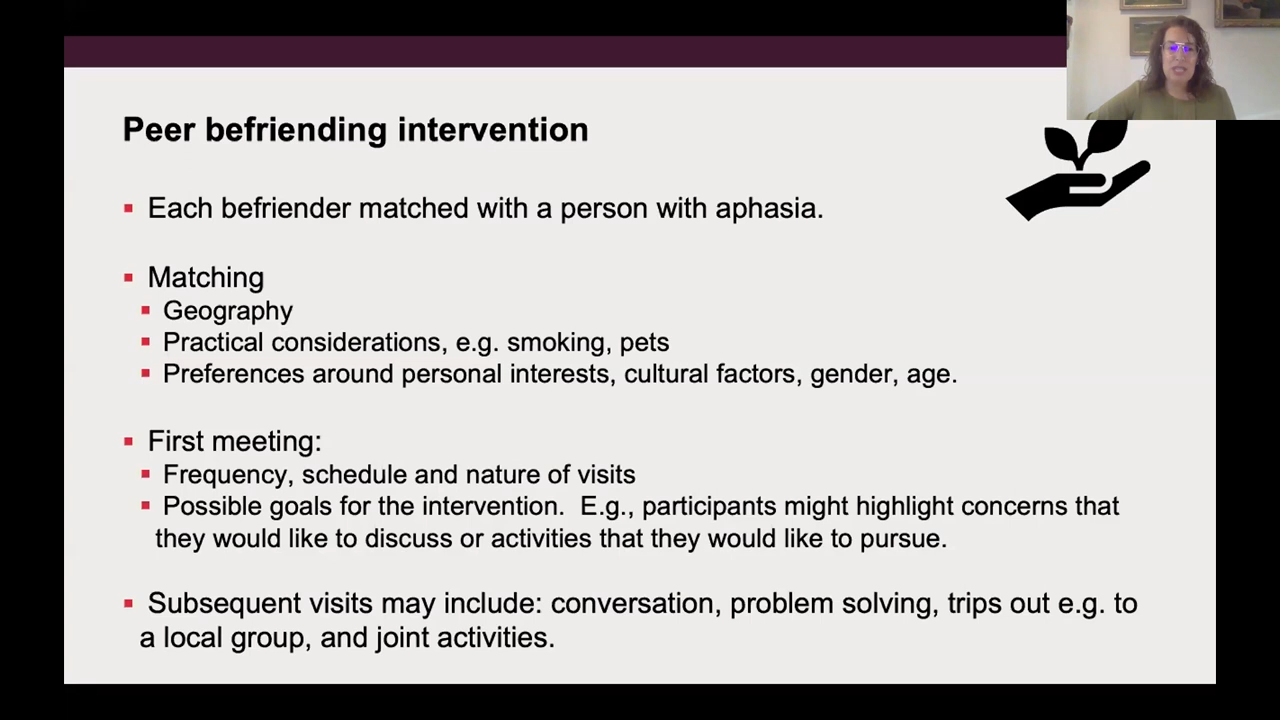 Peer befriending intervention
Each befriender matched with a person with aphasia.
Matching
Geography
Practical considerations, e.g. smoking, pets
Preferences around personal interests, cultural factors, gender, age.
First meeting:
Frequency, schedule and nature of visits
Possible goals for the intervention.  E.g., participants might highlight concerns that
they would like to discuss or activities that they would like to pursue.
Subsequent visits may include: conversation, problem solving, trips out e.g. to
a local group, and joint activities.